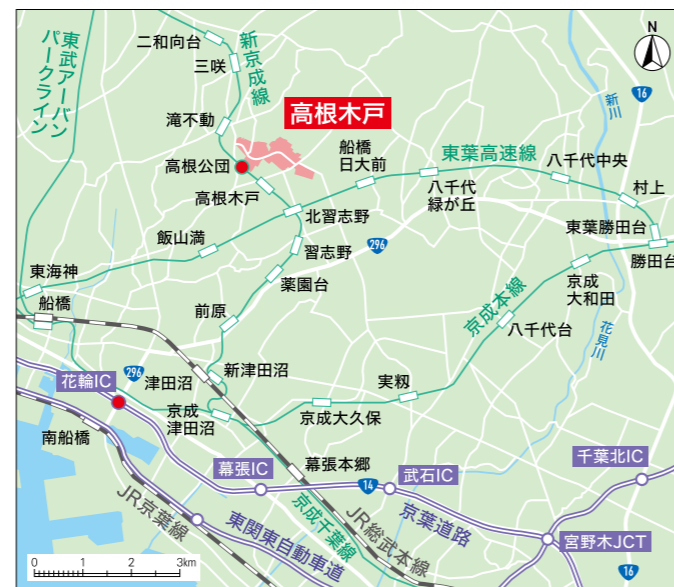 東武アーバン
パークライン
二和向台
三咲
新京成線
滝不動
高根木戸
高根公団
高根木戸
船橋
日大前
東葉高速線
八千代中央
新川
16
N
村上
八千代
緑が丘
北習志野
飯山満
習志野
296
東葉勝田台
勝田台
東海神
船橋
薬園台
前原
京成
大和田
京成本線
八千代台
花見川
花輪IC
296
津田沼
新津田沼
実籾
京成大久保
京成
津田沼
南船橋
幕張IC
幕張本郷
14
武石IC
千葉北IC
JR京葉線
東関東自動車道
京成千葉線
JR総武本線
京葉道路
宮野木JCT
16
0 1 2 3km